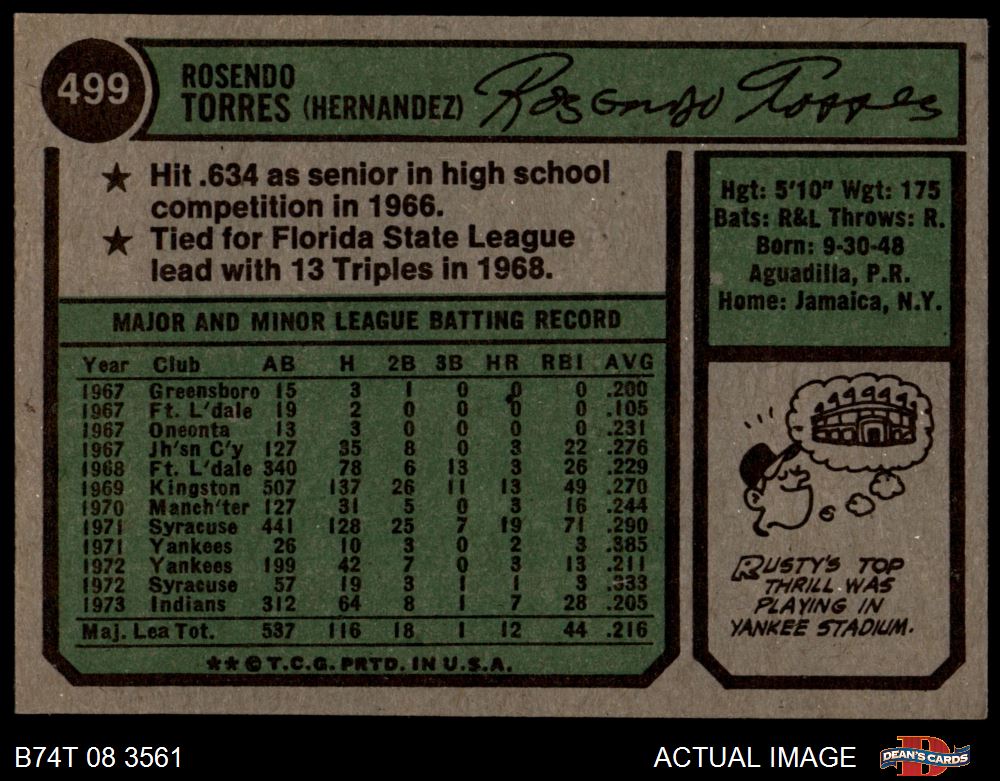 499
ROSENDO
TORRES (HERNANDEZ)
Rosendo Torres
★ Hit .634 as senior in high school
competition in 1966.
★ Tied for Florida State League
lead with 13 Triples in 1968.
Hgt: 5'10" Wgt: 175
Bats: R&L Throws: R.
Born: 9-30-48
Aguadilla, P.R.
Home: Jamaica, N.Y.
MAJOR AND MINOR LEAGUE BATTING RECORD
Year Club AB H 2B 3B HR RBI AVG
1967 Greensboro 15 3 1 0 0 0 .200
1967 Ft. L'dale 19 2 0 0 0 0 .105
1967 Oneonta 13 3 0 0 0 0 .231
1967 Jh'sn C'y 127 35 8 0 3 22 .276
1968 Ft. L'dale 340 78 6 13 3 26 .229
1969 Kingston 507 137 26 11 13 49 .270
1970 Manch'ter 127 31 5 0 3 16 .244
1971 Syracuse 441 128 25 7 19 71 .290
1971 Yankees 26 10 3 0 2 3 .385
1972 Yankees 199 42 7 0 3 13 .211
1972 Syracuse 57 19 3 1 1 3 .333
1973 Indians 312 64 8 1 7 28 .205
Maj. Lea Tot. 537 116 18 1 12 44 .216
★★©T.C.G. PRTD. IN U.S.A.
RUSTY'S TOP
THRILL WAS
PLAYING IN
YANKEE STADIUM.
B74T 08 3561
ACTUAL IMAGE
DEAN'S CARDS